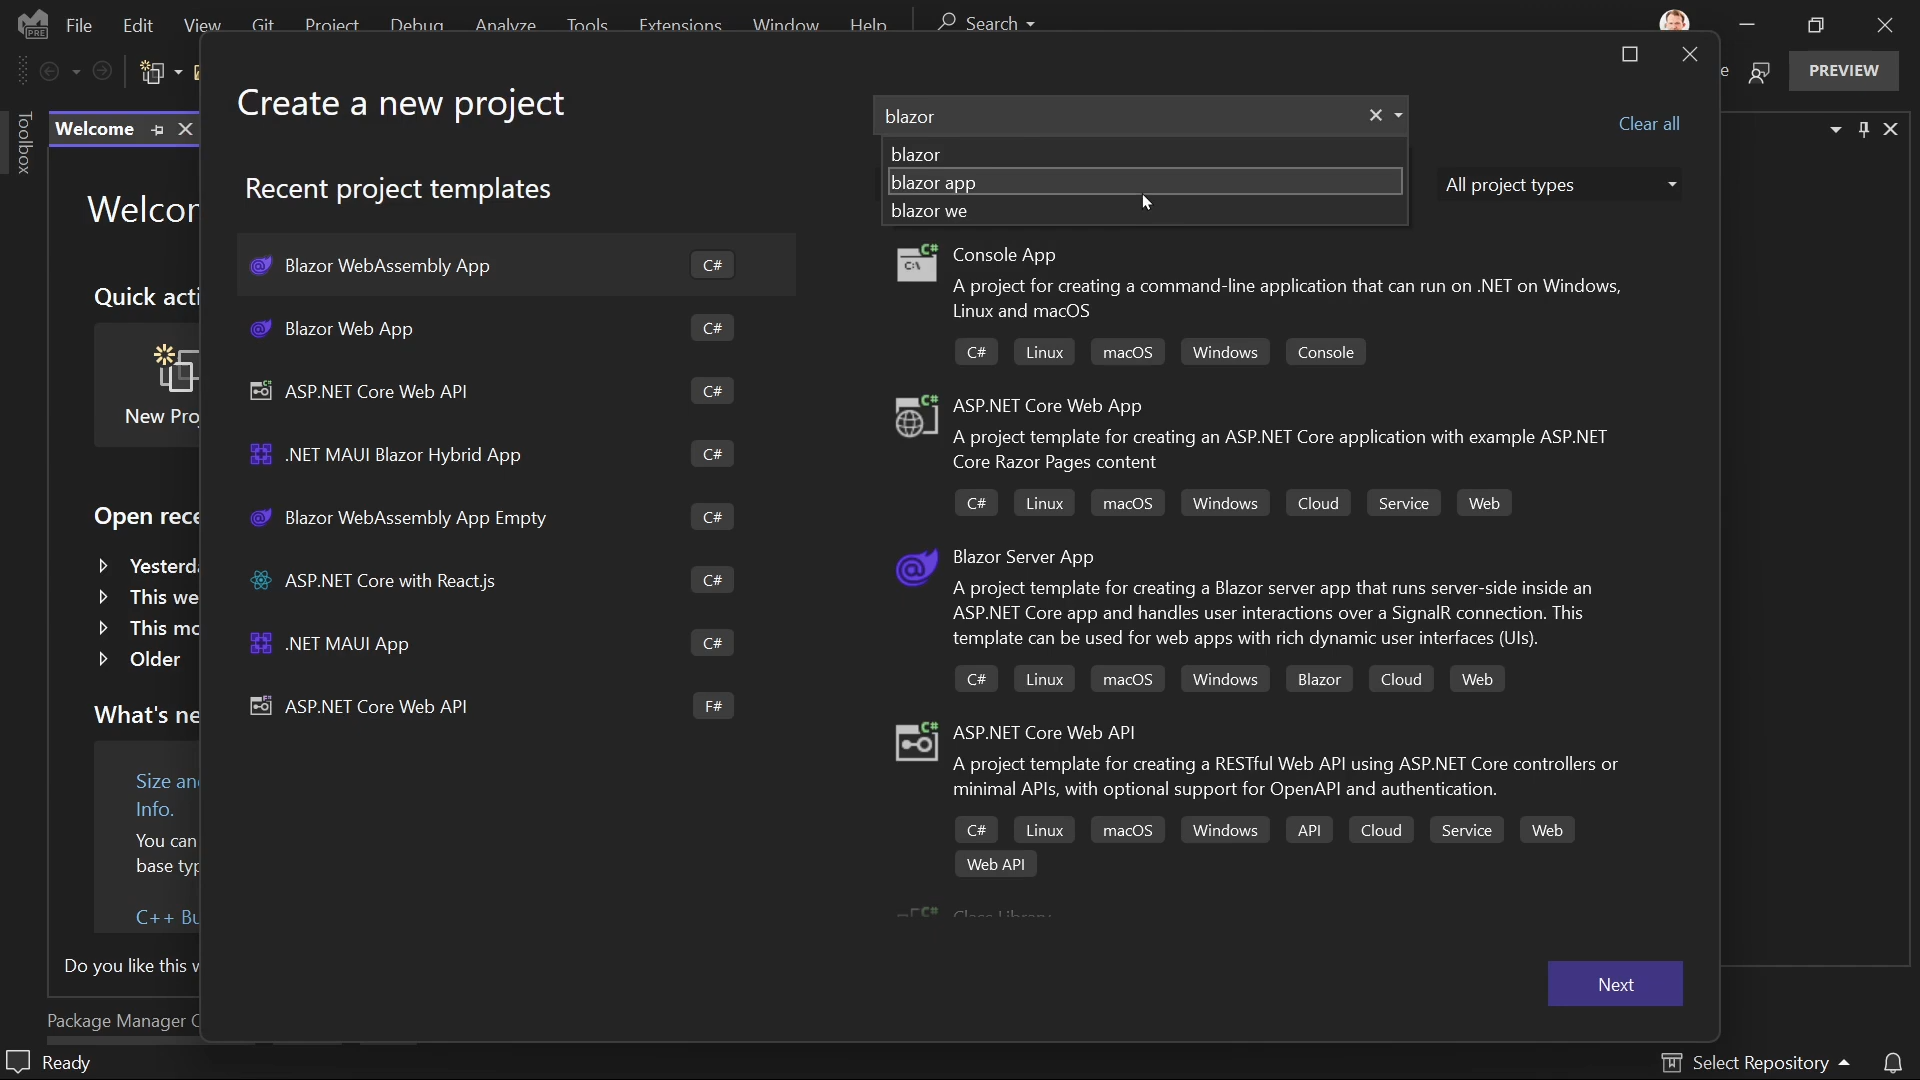 File Edit View Git Project Debug Analyze Tools Extensions Window Help Search
PRE
e PREVIEW
Toolbox
Welcome
Create a new project
blazor
Clear all
blazor
blazor app
blazor we
All project types
Recent project templates
Blazor WebAssembly App C#
Blazor Web App C#
ASP.NET Core Web API C#
.NET MAUI Blazor Hybrid App C#
Blazor WebAssembly App Empty C#
ASP.NET Core with React.js C#
.NET MAUI App C#
ASP.NET Core Web API F#
Console App
A project for creating a command-line application that can run on .NET on Windows,
Linux and macOS
C# Linux macOS Windows Console
ASP.NET Core Web App
A project template for creating an ASP.NET Core application with example ASP.NET
Core Razor Pages content
C# Linux macOS Windows Cloud Service Web
Blazor Server App
A project template for creating a Blazor server app that runs server-side inside an
ASP.NET Core app and handles user interactions over a SignalR connection. This
template can be used for web apps with rich dynamic user interfaces (UIs).
C# Linux macOS Windows Blazor Cloud Web
ASP.NET Core Web API
A project template for creating a RESTful Web API using ASP.NET Core controllers or
minimal APIs, with optional support for OpenAPI and authentication.
C# Linux macOS Windows API Cloud Service Web
Web API
Class Library
Next
Welcor
Quick acti
New Pro
Open rece
Yesterd
This we
This mo
Older
What's ne
Size an
Info.
You can
base typ
C++ Bu
Do you like this w
Package Manager C
Ready
Select Repository